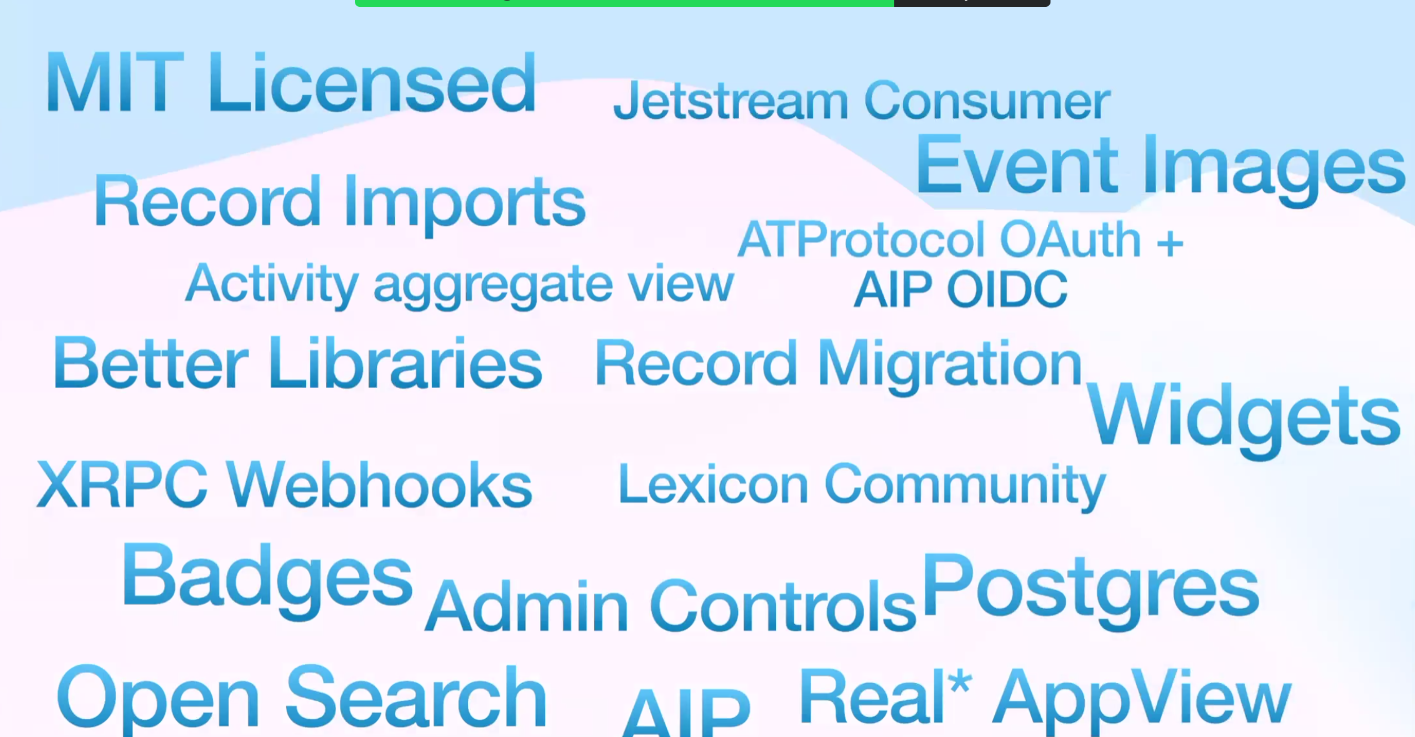 MIT Licensed
Jetstream Consumer
Event Images
Record Imports
ATProtocol OAuth +
AIP OIDC
Activity aggregate view
Better Libraries
Record Migration
Widgets
XRPC Webhooks
Lexicon Community
Badges
Admin Controls
Postgres
Open Search
AIP
Real* AppView